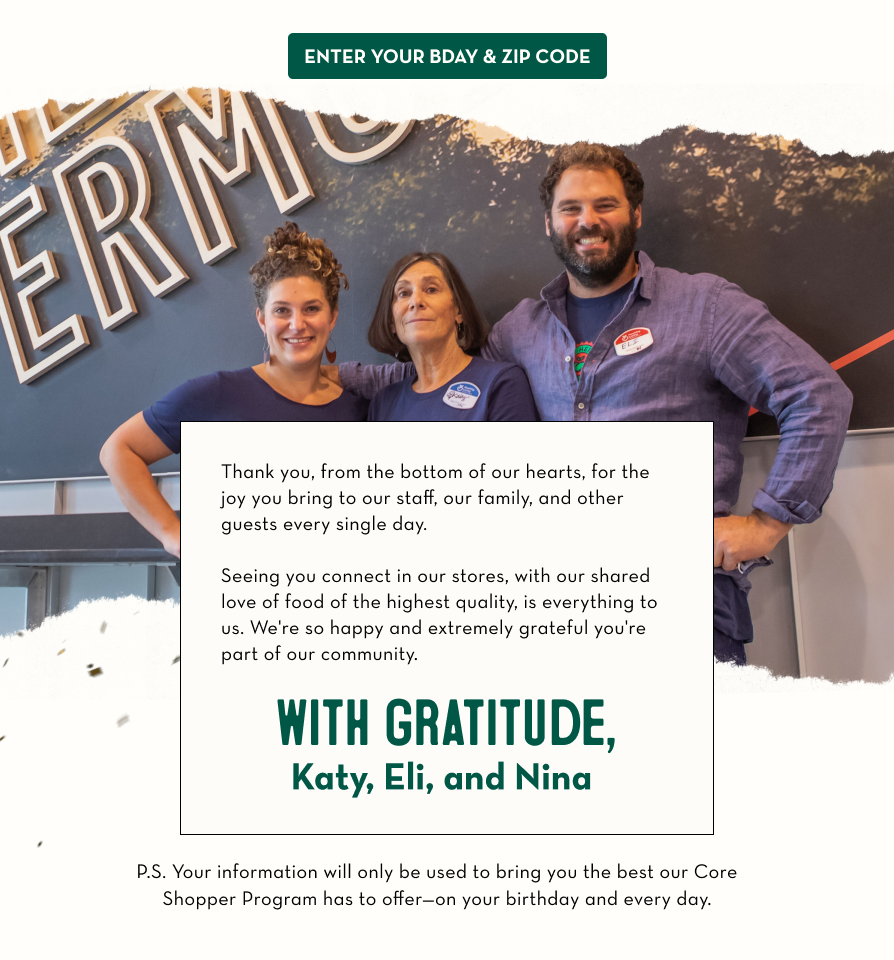 ENTER YOUR BDAY & ZIP CODE
ERMO
ELI
Thank you, from the bottom of our hearts, for the
joy you bring to our staff, our family, and other
guests every single day.
Seeing you connect in our stores, with our shared
love of food of the highest quality, is everything to
us. We're so happy and extremely grateful you're
part of our community.
WITH GRATITUDE,
Katy, Eli, and Nina
P.S. Your information will only be used to bring you the best our Core
Shopper Program has to offer—on your birthday and every day.